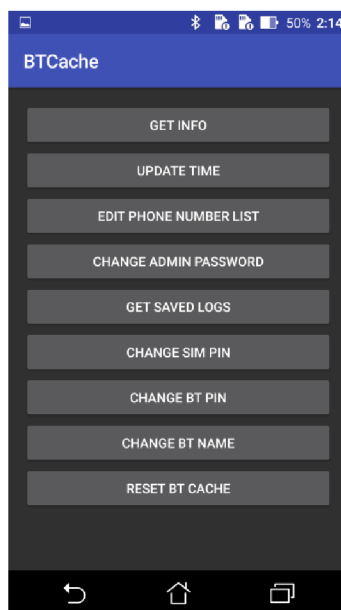 50% 2:14
BTCache
GET INFO
UPDATE TIME
EDIT PHONE NUMBER LIST
CHANGE ADMIN PASSWORD
GET SAVED LOGS
CHANGE SIM PIN
CHANGE BT PIN
CHANGE BT NAME
RESET BT CACHE